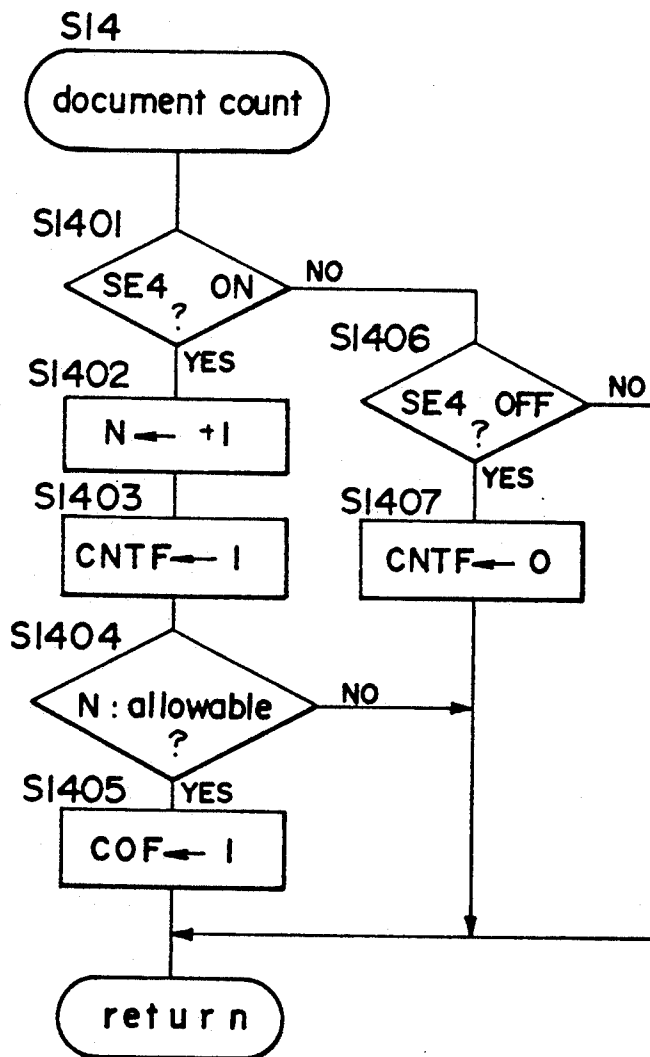 S14
document count
S1401
SE4 ON
?
NO
YES
S1402
N ← +1
S1403
CNTF ← 1
S1404
N : allowable
?
NO
YES
S1405
COF ← 1
S1406
SE4 OFF
?
NO
YES
S1407
CNTF ← 0
return